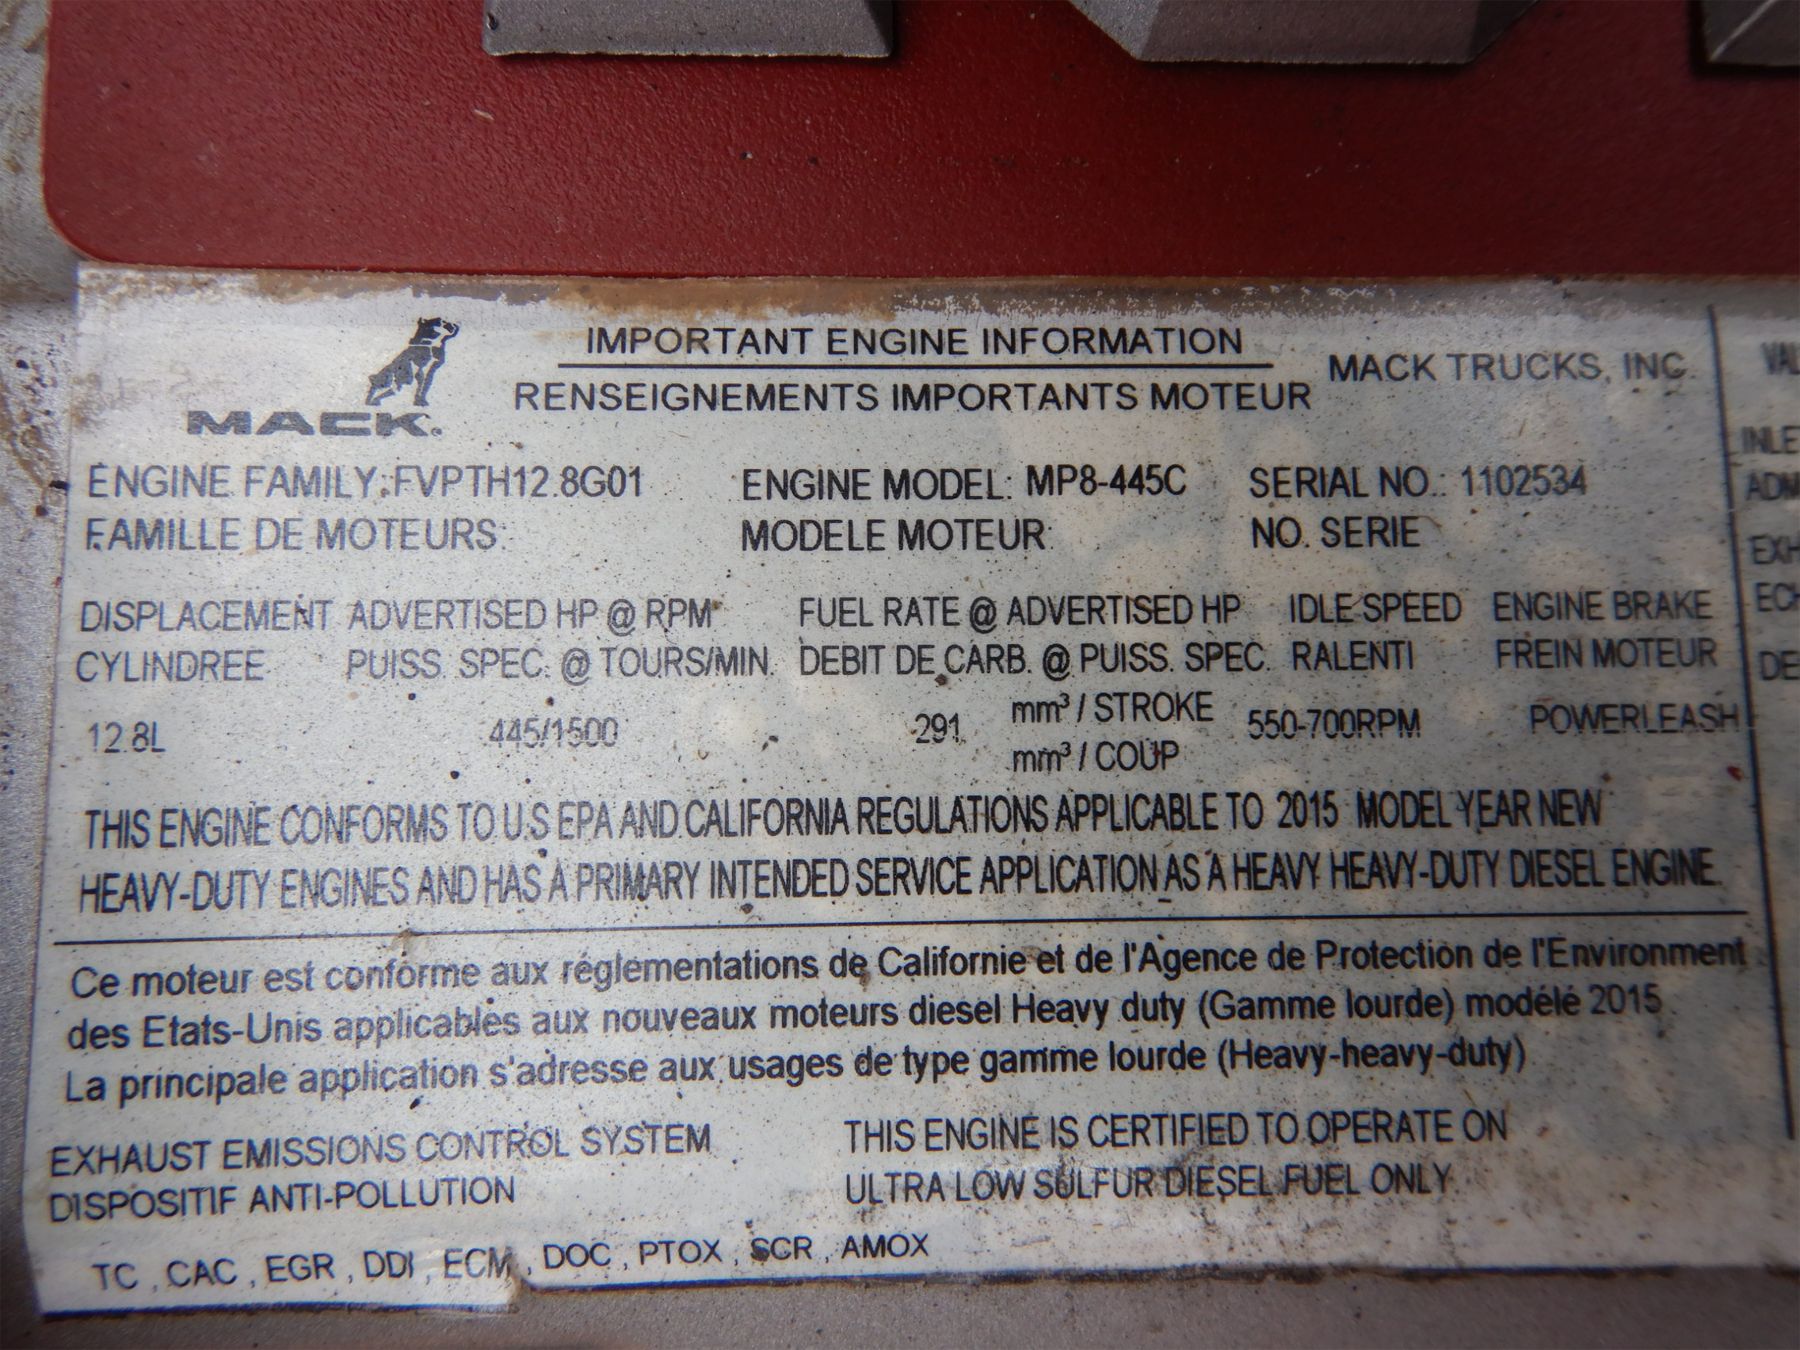 IMPORTANT ENGINE INFORMATION
RENSEIGNEMENTS IMPORTANTS MOTEUR
MACK TRUCKS, INC.
MACK
ENGINE FAMILY: FVPTH12.8G01 ENGINE MODEL: MP8-445C SERIAL NO.: 1102534
FAMILLE DE MOTEURS: MODELE MOTEUR: NO. SERIE
DISPLACEMENT ADVERTISED HP @ RPM FUEL RATE @ ADVERTISED HP IDLE SPEED ENGINE BRAKE
CYLINDREE PUISS. SPEC. @ TOURS/MIN. DEBIT DE CARB. @ PUISS. SPEC. RALENTI FREIN MOTEUR
12.8L 445/1500 291 mm³ / STROKE 550-700RPM POWERLEASH
mm³ / COUP
THIS ENGINE CONFORMS TO U.S EPA AND CALIFORNIA REGULATIONS APPLICABLE TO 2015 MODEL YEAR NEW
HEAVY-DUTY ENGINES AND HAS A PRIMARY INTENDED SERVICE APPLICATION AS A HEAVY HEAVY-DUTY DIESEL ENGINE.
Ce moteur est conforme aux réglementations de Californie et de l'Agence de Protection de l'Environment
des Etats-Unis applicables aux nouveaux moteurs diesel Heavy duty (Gamme lourde) modélé 2015.
La principale application s'adresse aux usages de type gamme lourde (Heavy-heavy-duty)
EXHAUST EMISSIONS CONTROL SYSTEM
DISPOSITIF ANTI-POLLUTION
THIS ENGINE IS CERTIFIED TO OPERATE ON
ULTRA LOW SULFUR DIESEL FUEL ONLY.
TC , CAC , EGR , DDI , ECM , DOC , PTOX , SCR , AMOX